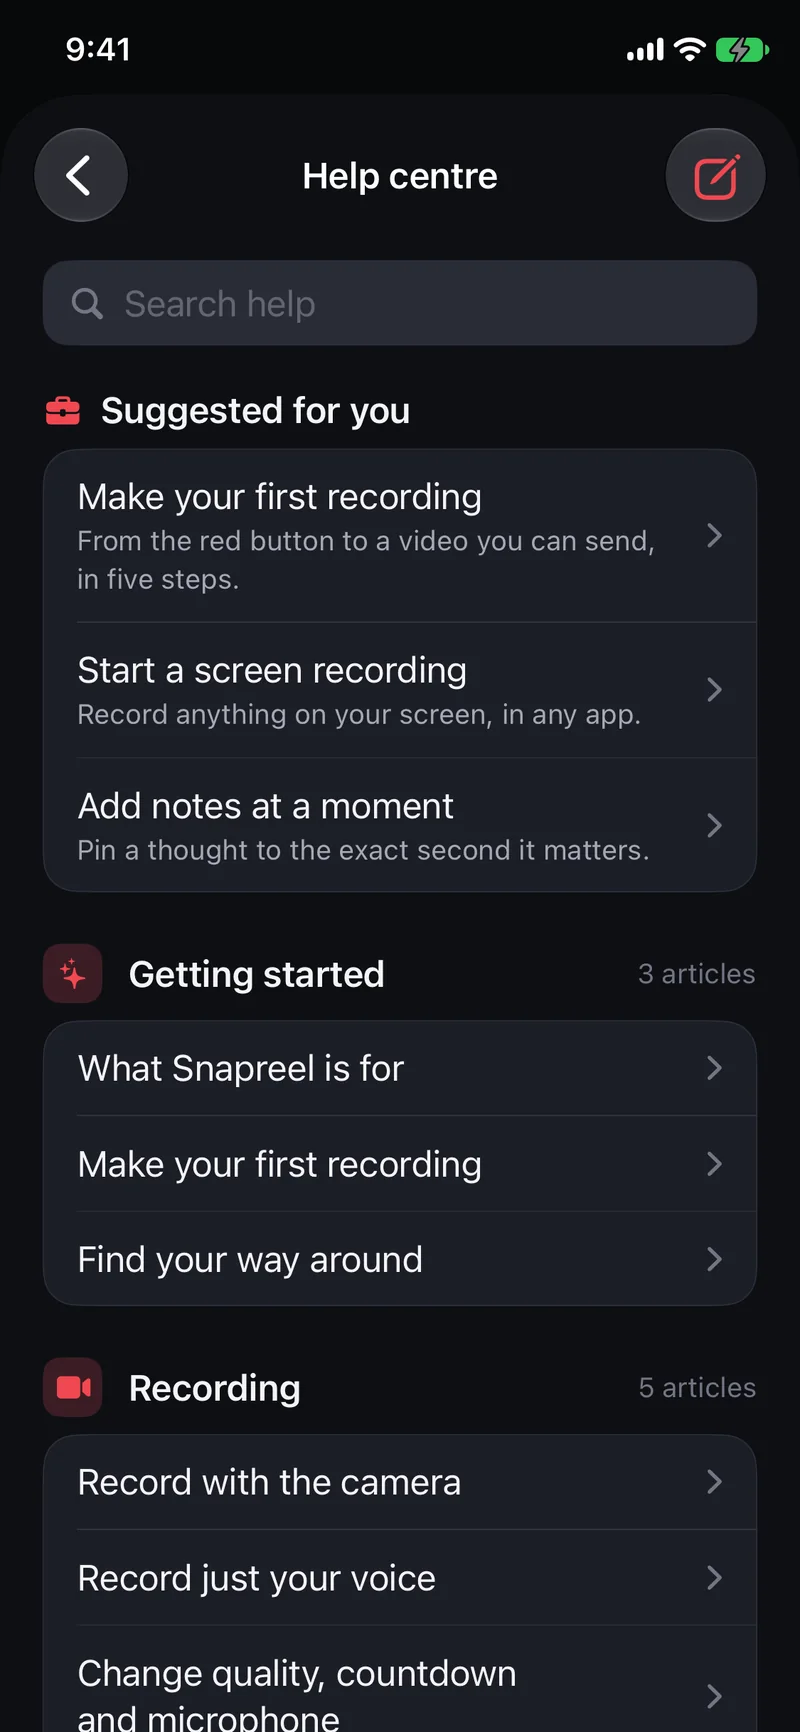 9:41
Help centre
Search help
Suggested for you
Make your first recording
From the red button to a video you can send,
in five steps.
Start a screen recording
Record anything on your screen, in any app.
Add notes at a moment
Pin a thought to the exact second it matters.
Getting started
3 articles
What Snapreel is for
Make your first recording
Find your way around
Recording
5 articles
Record with the camera
Record just your voice
Change quality, countdown
and microphone